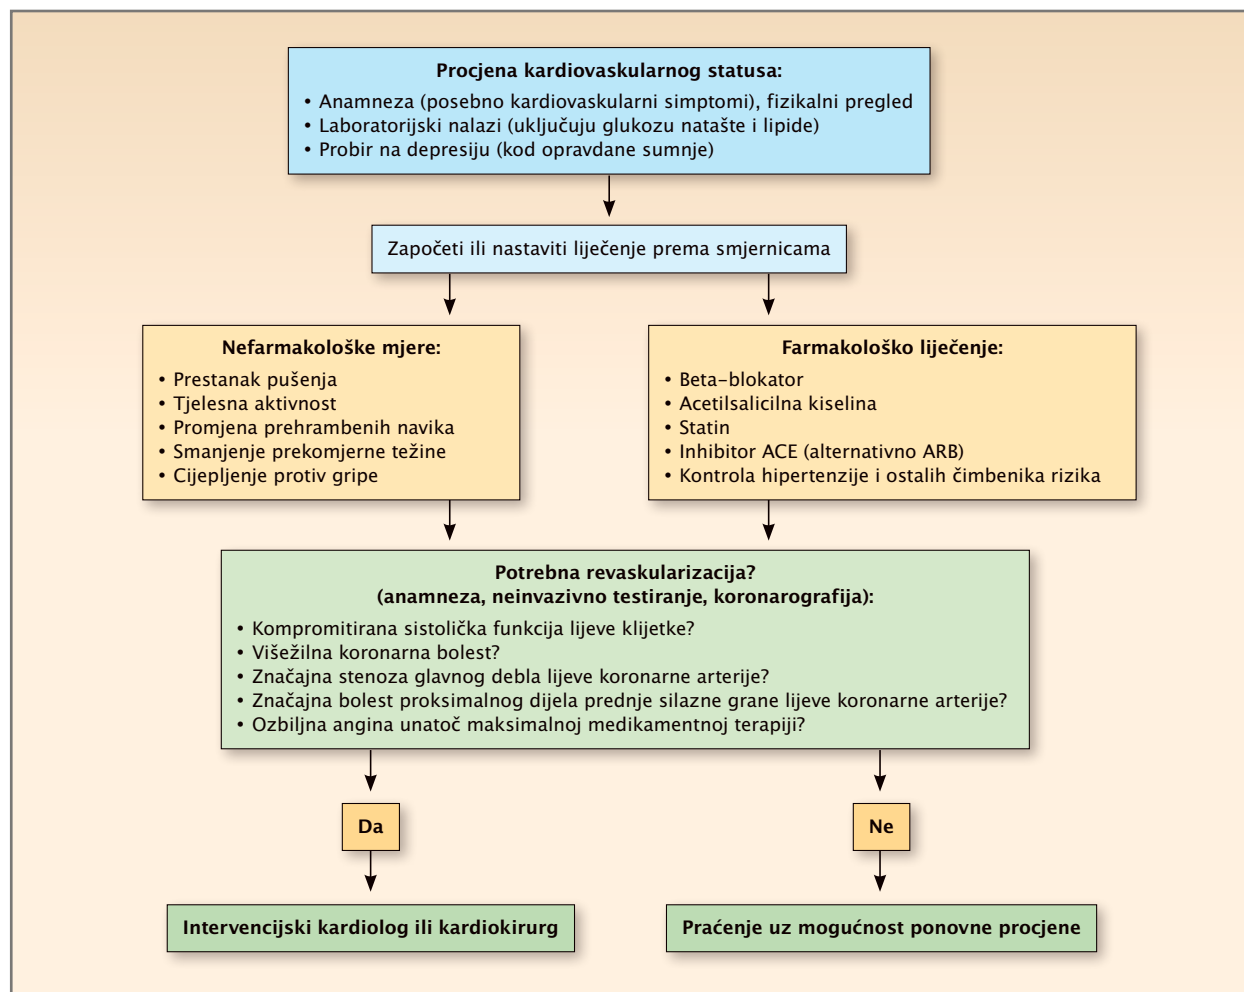 Procjena kardiovaskularnog statusa:
• Anamneza (posebno kardiovaskularni simptomi), fizikalni pregled
• Laboratorijski nalazi (uključuju glukozu natašte i lipide)
• Probir na depresiju (kod opravdane sumnje)
Započeti ili nastaviti liječenje prema smjernicama
Nefarmakološke mjere:
• Prestanak pušenja
• Tjelesna aktivnost
• Promjena prehrambenih navika
• Smanjenje prekomjerne težine
• Cijepljenje protiv gripe
Farmakološko liječenje:
• Beta-blokator
• Acetilsalicilna kiselina
• Statin
• Inhibitor ACE (alternativno ARB)
• Kontrola hipertenzije i ostalih čimbenika rizika
Potrebna revaskularizacija?
(anamneza, neinvazivno testiranje, koronarografija):
• Kompromitirana sistolička funkcija lijeve klijetke?
• Višežilna koronarna bolest?
• Značajna stenoza glavnog debla lijeve koronarne arterije?
• Značajna bolest proksimalnog dijela prednje silazne grane lijeve koronarne arterije?
• Ozbiljna angina unatoč maksimalnoj medikamentnoj terapiji?
Da
Ne
Intervencijski kardiolog ili kardiokirurg
Praćenje uz mogućnost ponovne procjene